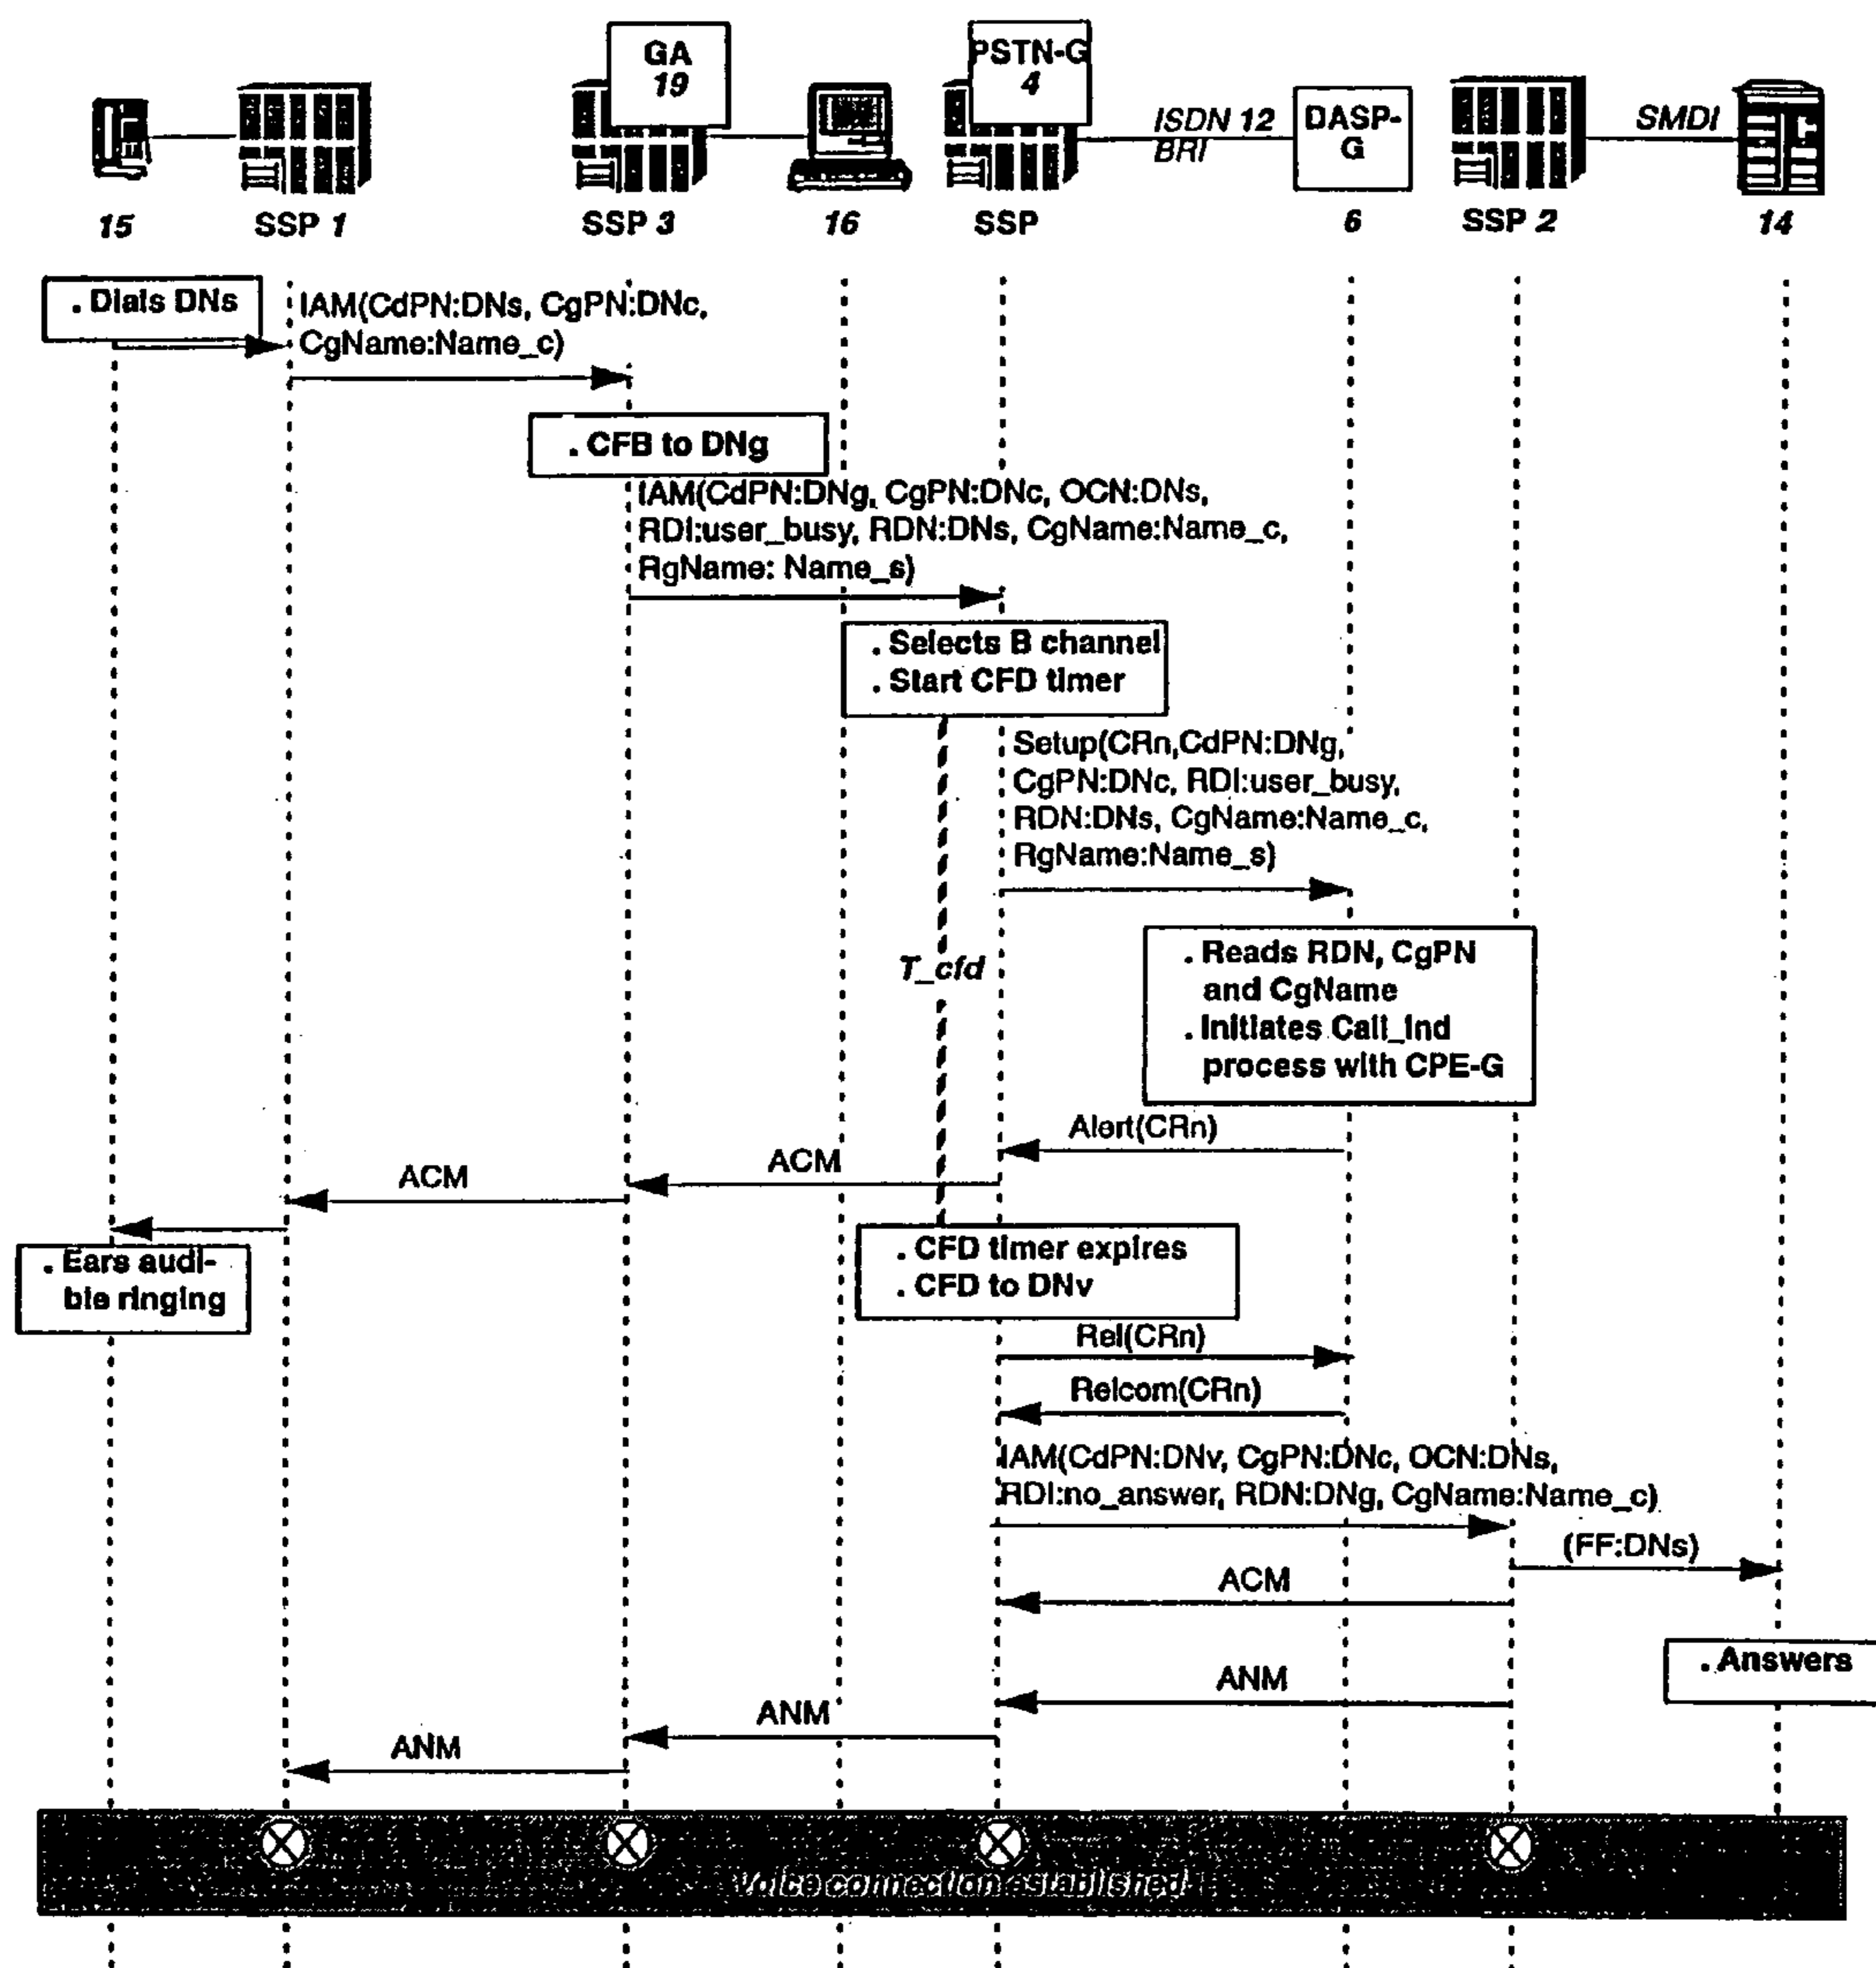 GA
19
PSTN-G
4
ISDN 12
BRI
DASP-
G
SMDI
15
SSP 1
SSP 3
16
SSP
6
SSP 2
14
. Dials DNs
IAM(CdPN:DNs, CgPN:DNc,
CgName:Name_c)
. CFB to DNg
IAM(CdPN:DNg, CgPN:DNc, OCN:DNs,
RDI:user_busy, RDN:DNs, CgName:Name_c,
RgName: Name_s)
. Selects B channel
. Start CFD timer
Setup(CRn,CdPN:DNg,
CgPN:DNc, RDI:user_busy,
RDN:DNs, CgName:Name_c,
RgName:Name_s)
T_cfd
. Reads RDN, CgPN
and CgName
. Initiates Call_Ind
process with CPE-G
Alert(CRn)
ACM
ACM
. Ears audi-
ble ringing
. CFD timer expires
. CFD to DNv
Rel(CRn)
Relcom(CRn)
IAM(CdPN:DNv, CgPN:DNc, OCN:DNs,
RDI:no_answer, RDN:DNg, CgName:Name_c)
(FF:DNs)
ACM
. Answers
ANM
ANM
ANM
Voice connection established